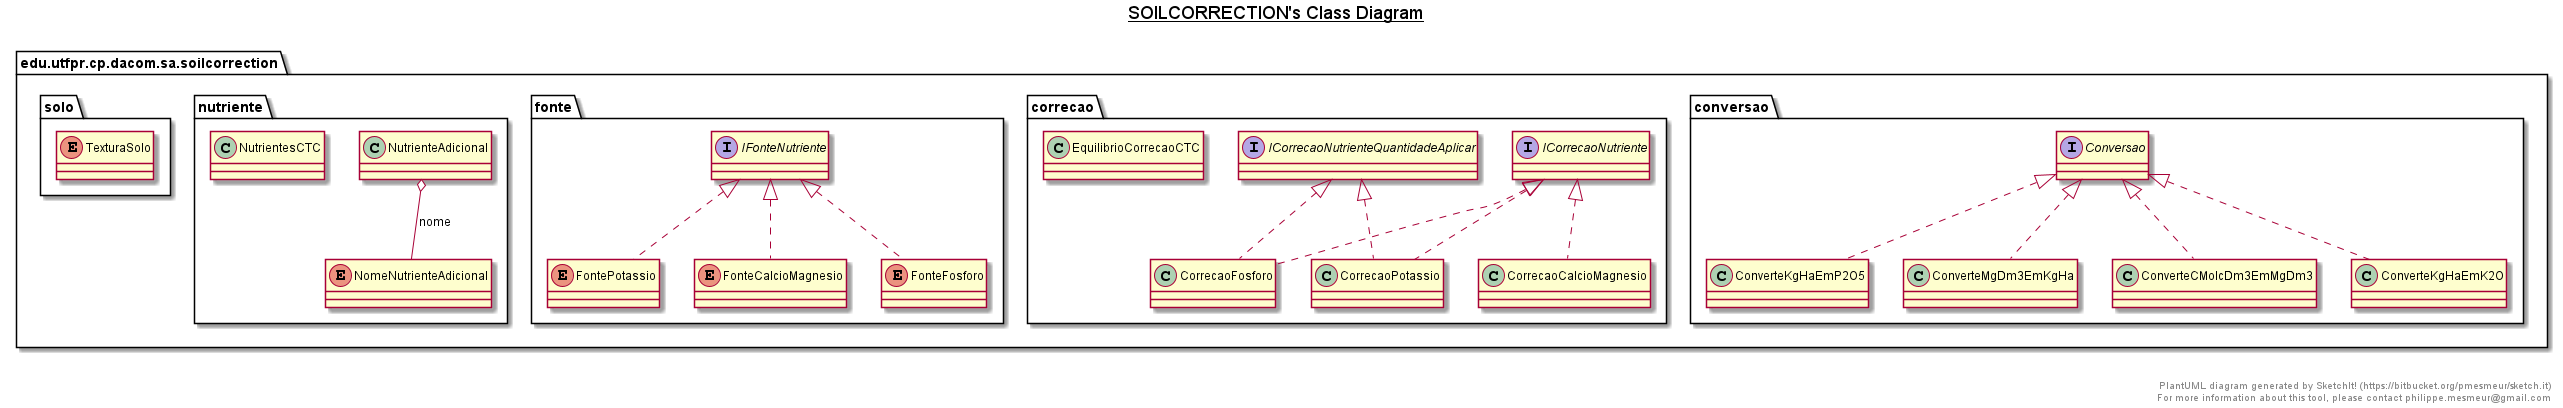 SOILCORRECTION's Class Diagram
edu.utfpr.cp.dacom.sa.soilcorrection
solo
E TexturaSolo
nutriente
C NutrientesCTC
C NutrienteAdicional
nome
E NomeNutrienteAdicional
fonte
I IFonteNutriente
E FontePotassio
E FonteCalcioMagnesio
E FonteFosforo
correcao
C EquilibrioCorrecaoCTC
I ICorrecaoNutrienteQuantidadeAplicar
I ICorrecaoNutriente
C CorrecaoFosforo
C CorrecaoPotassio
C CorrecaoCalcioMagnesio
conversao
I Conversao
C ConverteKgHaEmP2O5
C ConverteMgDm3EmKgHa
C ConverteCMolcDm3EmMgDm3
C ConverteKgHaEmK2O
PlantUML diagram generated by SketchIt! (https://bitbucket.org/pmesmeur/sketch.it)
For more information about this tool, please contact philippe.mesmeur@gmail.com